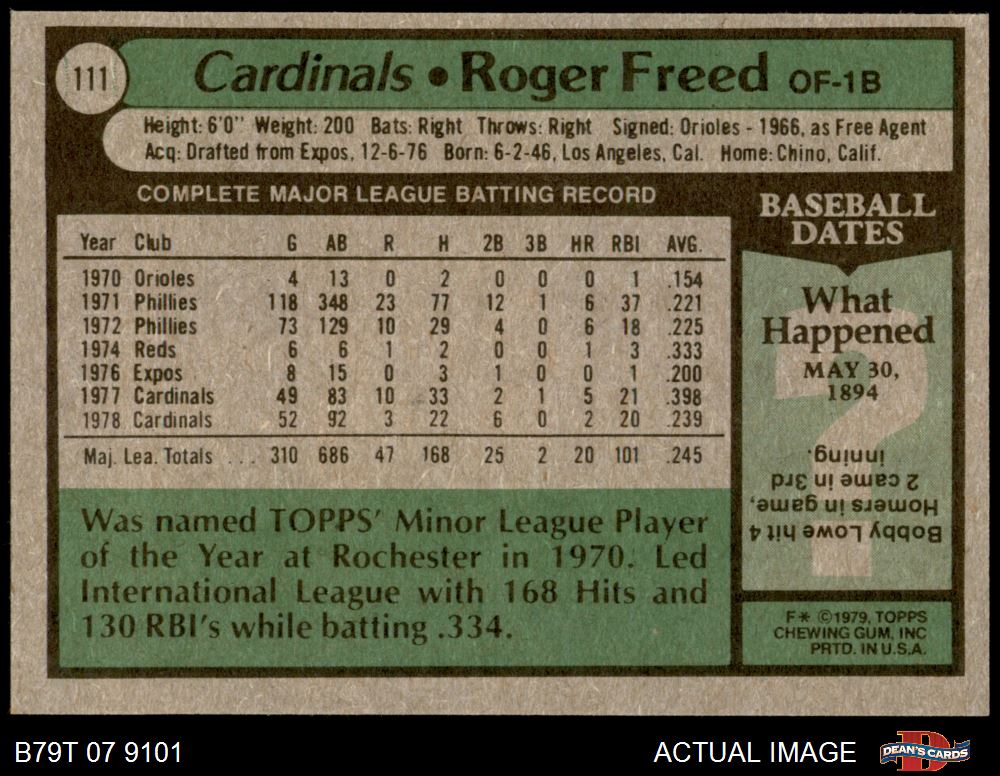 111
Cardinals • Roger Freed OF-1B
Height: 6'0" Weight: 200 Bats: Right Throws: Right Signed: Orioles - 1966, as Free Agent
Acq: Drafted from Expos, 12-6-76 Born: 6-2-46, Los Angeles, Cal. Home: Chino, Calif.
COMPLETE MAJOR LEAGUE BATTING RECORD
Year Club G AB R H 2B 3B HR RBI AVG.
1970 Orioles 4 13 0 2 0 0 0 1 .154
1971 Phillies 118 348 23 77 12 1 6 37 .221
1972 Phillies 73 129 10 29 4 0 6 18 .225
1974 Reds 6 6 1 2 0 0 1 3 .333
1976 Expos 8 15 0 3 1 0 0 1 .200
1977 Cardinals 49 83 10 33 2 1 5 21 .398
1978 Cardinals 52 92 3 22 6 0 2 20 .239
Maj. Lea. Totals ... 310 686 47 168 25 2 20 101 .245
Was named TOPPS' Minor League Player
of the Year at Rochester in 1970. Led
International League with 168 Hits and
130 RBI's while batting .334.
BASEBALL
DATES
What
Happened
MAY 30,
1894
?
Bobby Lowe hit 4
Homers in game,
2 came in 3rd
inning.
F* ©1979, TOPPS
CHEWING GUM, INC
PRTD. IN U.S.A.
B79T 07 9101
ACTUAL IMAGE
D
DEAN'S CARDS